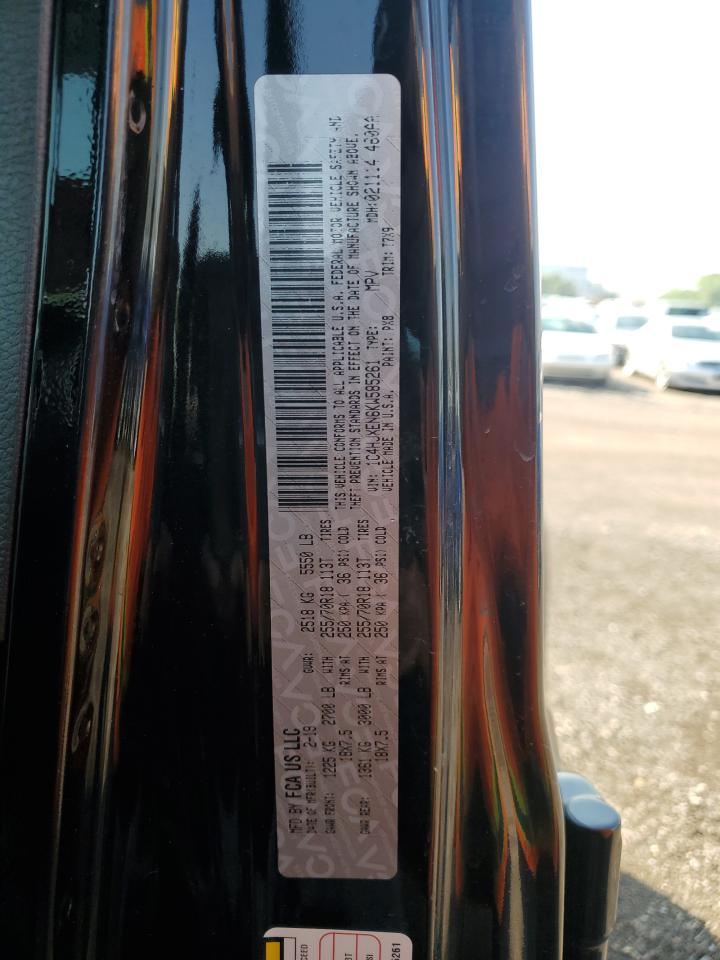 MFD BY FCA US LLC
DATE OF MFR(BUILT): 2-19 GVWR: 2518 KG 5550 LB
GAWR FRONT: 1225 KG 2700 LB WITH 255/70R18 113T TIRES
18X7.5 RIMS AT 250 KPA ( 36 PSI) COLD
GAWR REAR: 1361 KG 3000 LB WITH 255/70R18 113T TIRES
18X7.5 RIMS AT 250 KPA ( 36 PSI) COLD
THIS VEHICLE CONFORMS TO ALL APPLICABLE U.S.A. FEDERAL MOTOR VEHICLE SAFETY AND
THEFT PREVENTION STANDARDS IN EFFECT ON THE DATE OF MANUFACTURE SHOWN ABOVE.
VIN: 1C4HJXEN6KW585261 TYPE: MPV MDH:021114 480AA
VEHICLE MADE IN U.S.A. PAINT: PX8 TRIM: T7X9